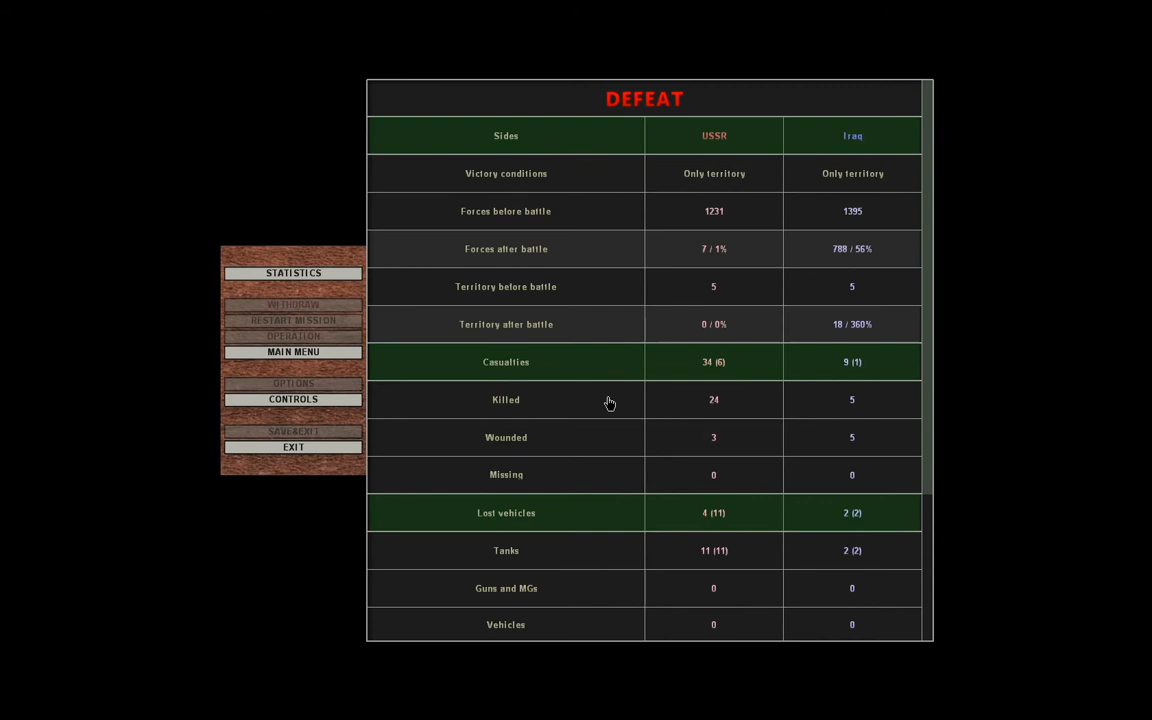 DEFEAT
Sides USSR Iraq
Victory conditions Only territory Only territory
Forces before battle 1231 1395
Forces after battle 7 / 1% 788 / 56%
Territory before battle 5 5
Territory after battle 0 / 0% 18 / 360%
Casualties 34 (6) 9 (1)
Killed 24 5
Wounded 3 5
Missing 0 0
Lost vehicles 4 (11) 2 (2)
Tanks 11 (11) 2 (2)
Guns and MGs 0 0
Vehicles 0 0
STATISTICS
WITHDRAW
RESTART MISSION
OPERATION
MAIN MENU
OPTIONS
CONTROLS
SAVE&EXIT
EXIT